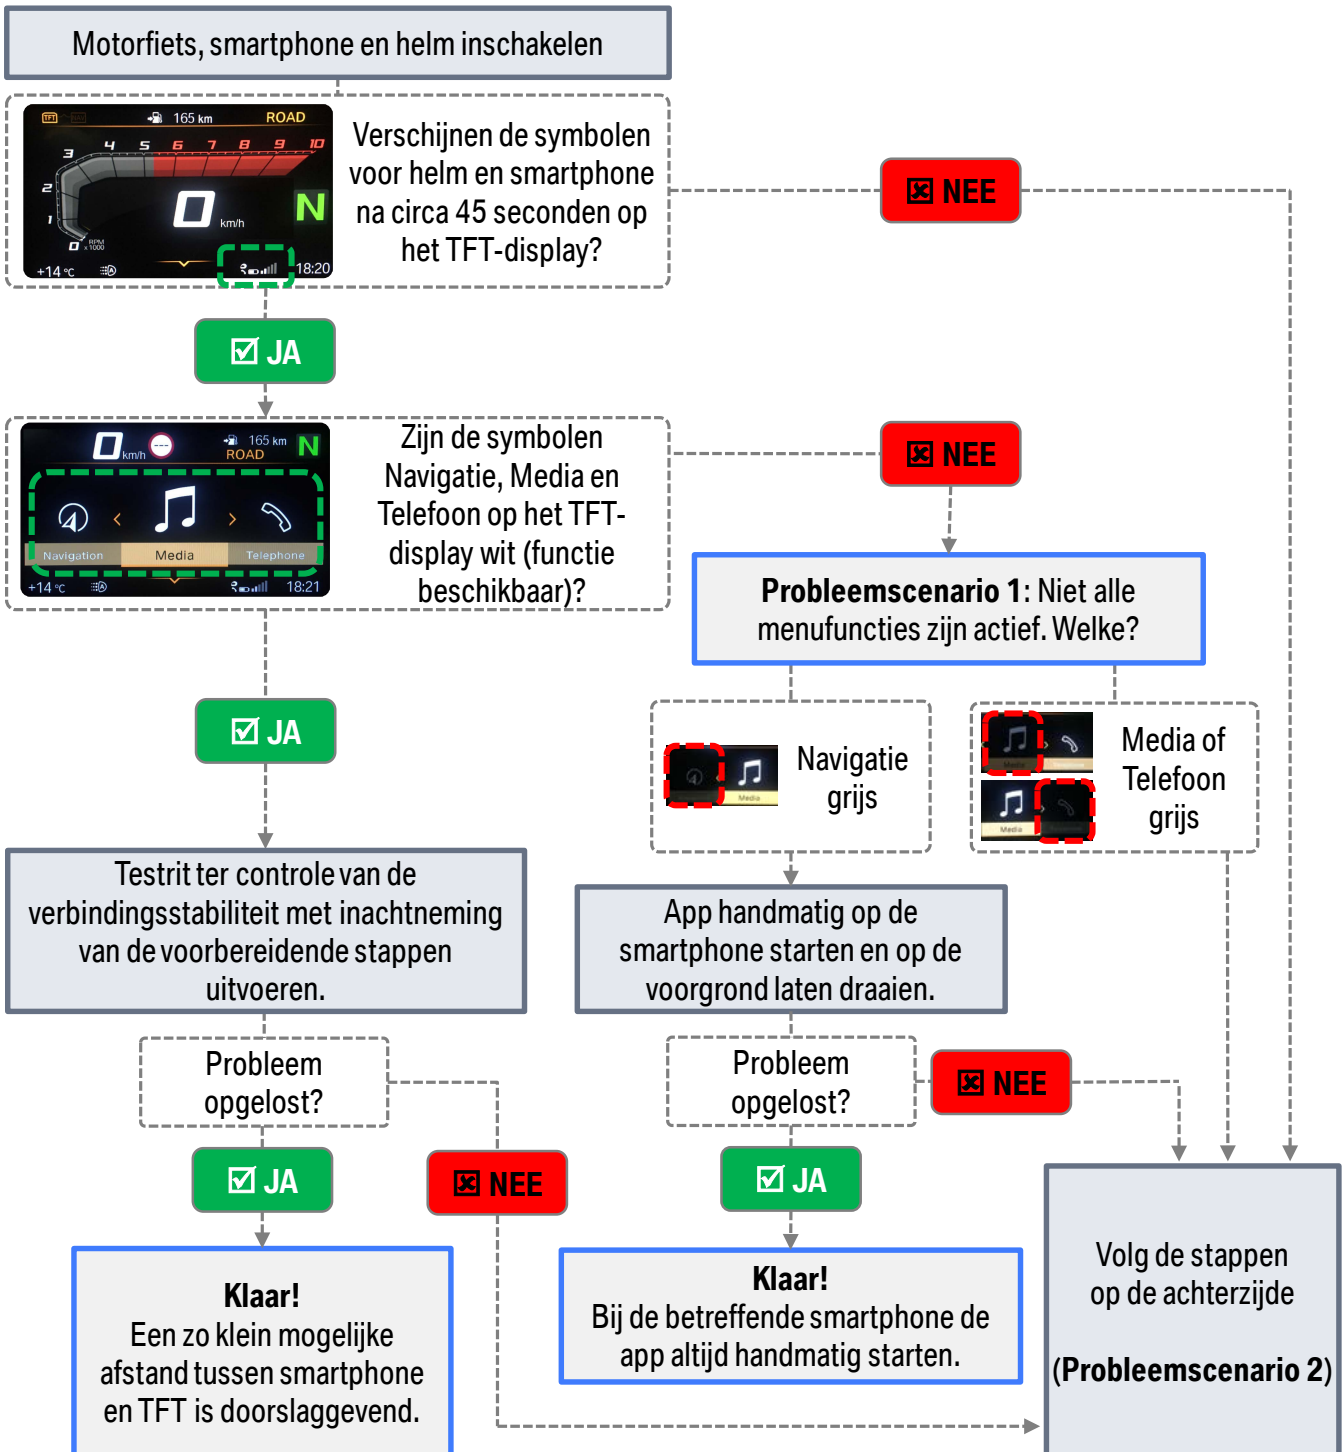 Motorfiets, smartphone en helm inschakelen
TFT
165 km
ROAD
1
2
3
4
5
6
7
8
9
10
0
RPM
x 1000
0
km/h
N
+14 °C
18:20
Verschijnen de symbolen
voor helm en smartphone
na circa 45 seconden op
het TFT-display?
NEE
JA
0
km/h
---
165 km
ROAD
N
Navigation
Media
Telephone
+14 °C
18:21
Zijn de symbolen
Navigatie, Media en
Telefoon op het TFT-
display wit (functie
beschikbaar)?
NEE
Probleemscenario 1: Niet alle
menufuncties zijn actief. Welke?
JA
Media
Navigatie
grijs
Media
Media
Media of
Telefoon
grijs
Testrit ter controle van de
verbindingsstabiliteit met inachtneming
van de voorbereidende stappen
uitvoeren.
App handmatig op de
smartphone starten en op de
voorgrond laten draaien.
Probleem
opgelost?
Probleem
opgelost?
NEE
JA
NEE
JA
Klaar!
Een zo klein mogelijke
afstand tussen smartphone
en TFT is doorslaggevend.
Klaar!
Bij de betreffende smartphone de
app altijd handmatig starten.
Volg de stappen
op de achterzijde
(Probleemscenario 2)